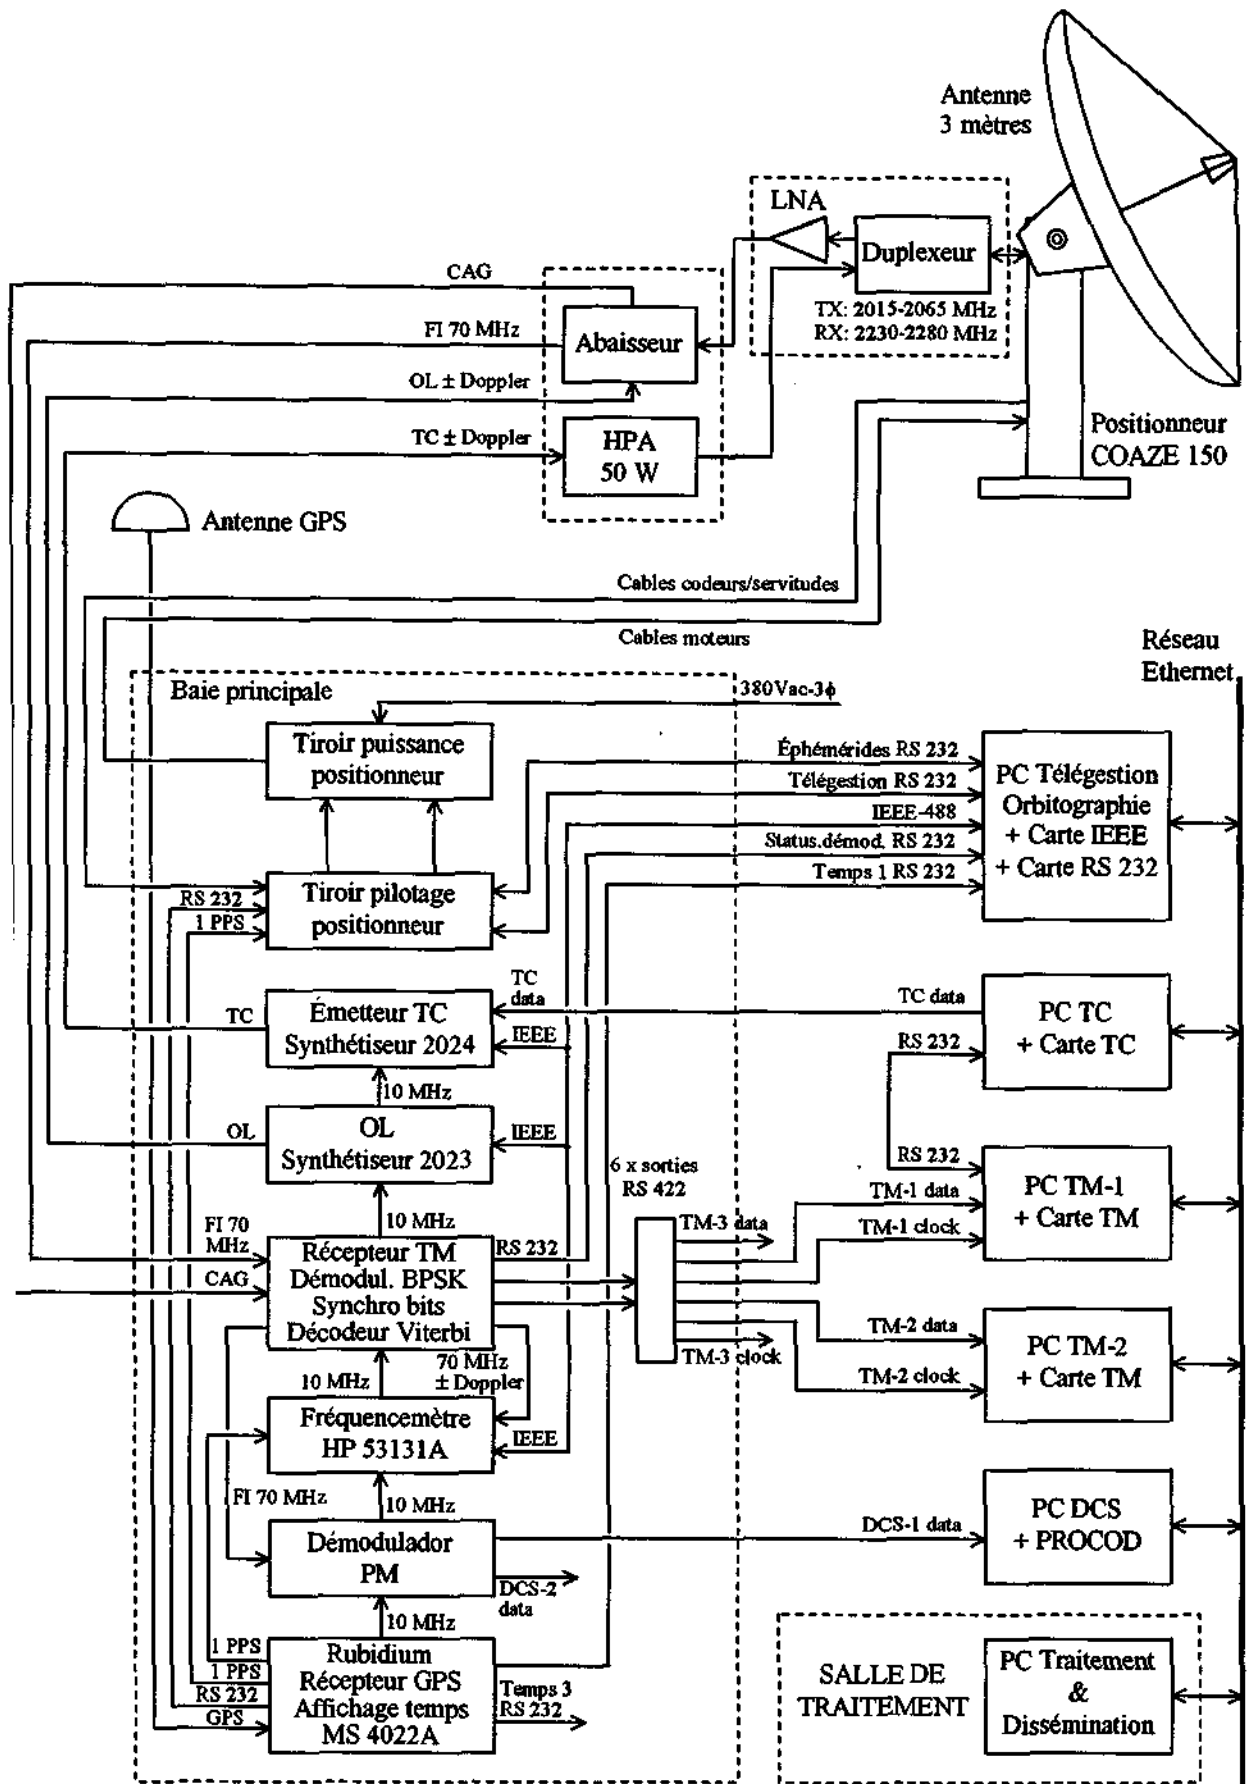 Antenne
3 mètres
LNA
Duplexeur
TX: 2015-2065 MHz
RX: 2230-2280 MHz
CAG
FI 70 MHz
Abaisseur
OL ± Doppler
TC ± Doppler
HPA
50 W
Positionneur
COAZE 150
Antenne GPS
Cables codeurs/servitudes
Cables moteurs
Réseau
Ethernet
Baie principale
380Vac-3ϕ
Tiroir puissance
positionneur
Éphémérides RS 232
Télégestion RS 232
IEEE-488
Status.démod. RS 232
Temps 1 RS 232
PC Télégestion
Orbitographie
+ Carte IEEE
+ Carte RS 232
RS 232
1 PPS
Tiroir pilotage
positionneur
TC
Émetteur TC
Synthétiseur 2024
TC
data
IEEE
TC data
RS 232
PC TC
+ Carte TC
10 MHz
OL
OL
Synthétiseur 2023
IEEE
6 x sorties
RS 422
RS 232
TM-1 data
TM-1 clock
PC TM-1
+ Carte TM
10 MHz
FI 70
MHz
CAG
Récepteur TM
Démodul. BPSK
Synchro bits
Décodeur Viterbi
RS 232
TM-3 data
TM-3 clock
TM-2 data
TM-2 clock
PC TM-2
+ Carte TM
10 MHz
70 MHz
± Doppler
Fréquencemètre
HP 53131A
IEEE
FI 70 MHz
10 MHz
Démodulador
PM
DCS-1 data
DCS-2
data
PC DCS
+ PROCOD
10 MHz
1 PPS
1 PPS
RS 232
GPS
Rubidium
Récepteur GPS
Affichage temps
MS 4022A
Temps 3
RS 232
SALLE DE
TRAITEMENT
PC Traitement
&
Dissémination